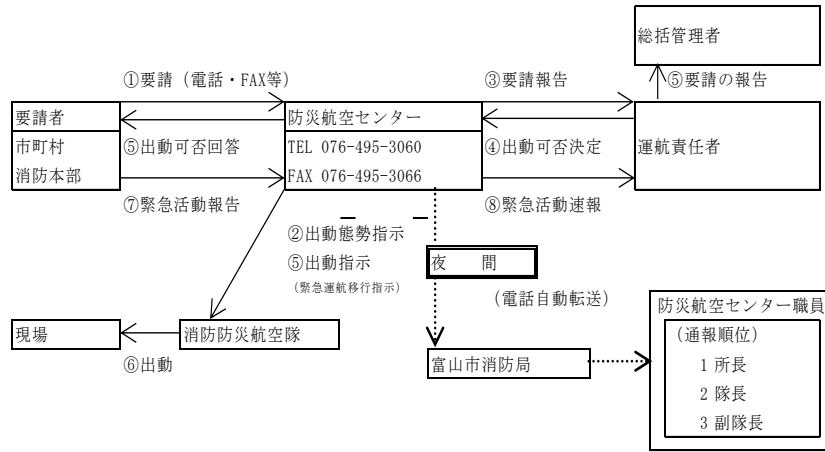 総括管理者
①要請（電話・FAX等）
③要請報告
⑤要請の報告
要請者
防災航空センター
市町村
⑤出動可否回答
TEL 076-495-3060
④出動可否決定
運航責任者
消防本部
FAX 076-495-3066
⑦緊急活動報告
⑧緊急活動速報
②出動態勢指示
⑤出動指示
夜　間
（緊急運航移行指示）
（電話自動転送）
防災航空センター職員
現場
消防防災航空隊
（通報順位）
⑥出動
富山市消防局
1 所長
2 隊長
3 副隊長